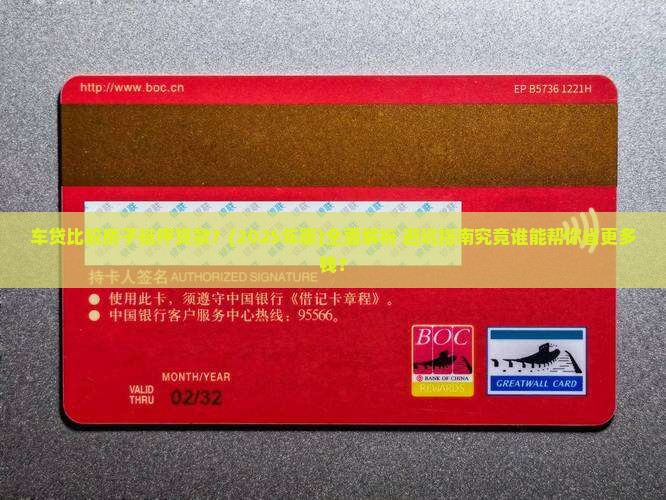 http://www.boc.cn
EP B5736 1221H
车贷比较房子抵押贷款？(2025年版)全面解析 避坑指南究竟谁能帮你省更多
钱？
持卡人签名 AUTHORIZED SIGNATURE
使用此卡，须遵守中国银行《借记卡章程》。
中国银行客户服务中心热线：95566。
BOC
BANK OF CHINA
REWARDS
GREATWALL CARD
MONTH/YEAR
VALID
THRU
02/32